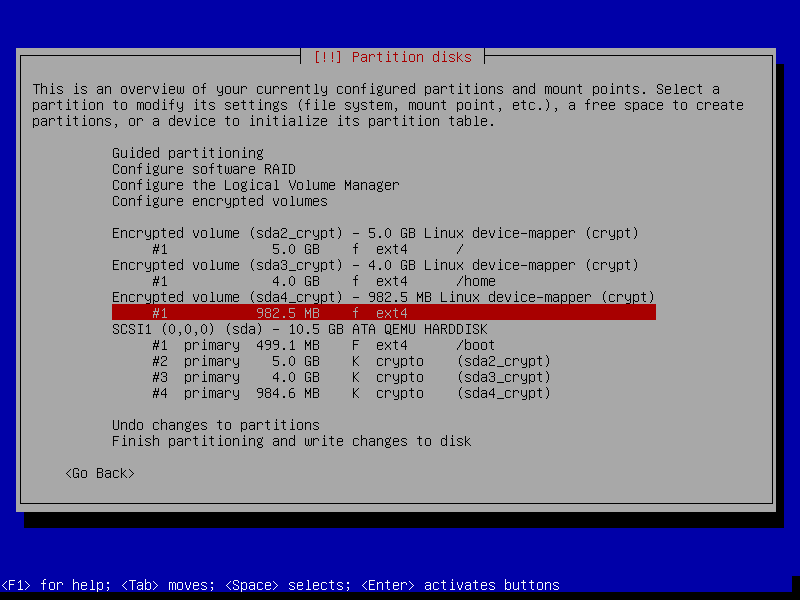 [!!] Partition disks
This is an overview of your currently configured partitions and mount points. Select a
partition to modify its settings (file system, mount point, etc.), a free space to create
partitions, or a device to initialize its partition table.
Guided partitioning
Configure software RAID
Configure the Logical Volume Manager
Configure encrypted volumes
Encrypted volume (sda2_crypt) - 5.0 GB Linux device-mapper (crypt)
#1 5.0 GB f ext4 /
Encrypted volume (sda3_crypt) - 4.0 GB Linux device-mapper (crypt)
#1 4.0 GB f ext4 /home
Encrypted volume (sda4_crypt) - 982.5 MB Linux device-mapper (crypt)
#1 982.5 MB f ext4
SCSI1 (0,0,0) (sda) - 10.5 GB ATA QEMU HARDDISK
#1 primary 499.1 MB F ext4 /boot
#2 primary 5.0 GB K crypto (sda2_crypt)
#3 primary 4.0 GB K crypto (sda3_crypt)
#4 primary 984.6 MB K crypto (sda4_crypt)
Undo changes to partitions
Finish partitioning and write changes to disk
<Go Back>
<F1> for help; <Tab> moves; <Space> selects; <Enter> activates buttons